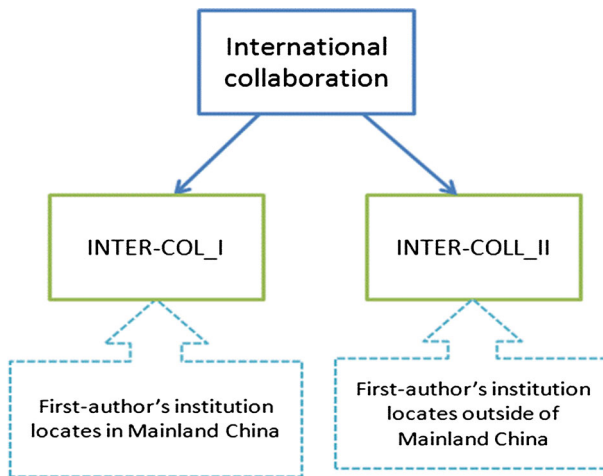 International
collaboration
INTER-COL_I
INTER-COLL_II
First-author's institution
locates in Mainland China
First-author's institution
locates outside of
Mainland China